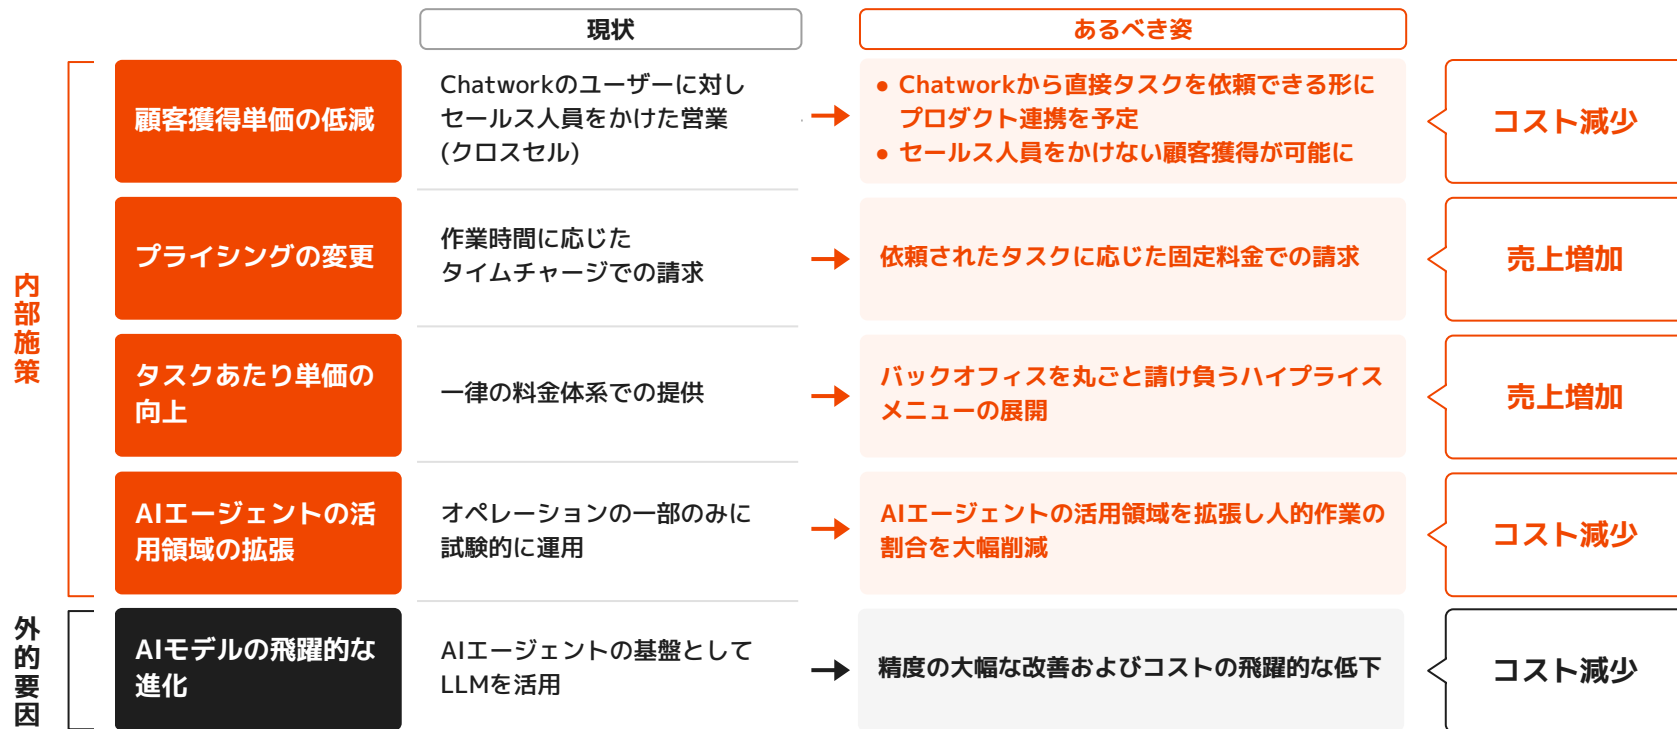 現状
あるべき姿
内部施策
顧客獲得単価の低減
Chatworkのユーザーに対し
セールス人員をかけた営業
(クロスセル)
● Chatworkから直接タスクを依頼できる形に
プロダクト連携を予定
● セールス人員をかけない顧客獲得が可能に
コスト減少
プライシングの変更
作業時間に応じた
タイムチャージでの請求
依頼されたタスクに応じた固定料金での請求
売上増加
タスクあたり単価の
向上
一律の料金体系での提供
バックオフィスを丸ごと請け負うハイプライス
メニューの展開
売上増加
AIエージェントの活
用領域の拡張
オペレーションの一部のみに
試験的に運用
AIエージェントの活用領域を拡張し人的作業の
割合を大幅削減
コスト減少
外的要因
AIモデルの飛躍的な
進化
AIエージェントの基盤として
LLMを活用
精度の大幅な改善およびコストの飛躍的な低下
コスト減少